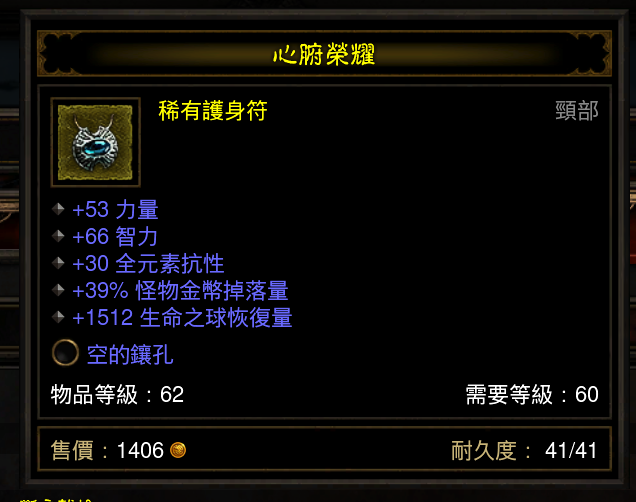 心腑榮耀
稀有護身符 頸部
+53 力量
+66 智力
+30 全元素抗性
+39% 怪物金幣掉落量
+1512 生命之球恢復量
空的鑲孔
物品等級：62 需要等級：60
售價：1406 耐久度： 41/41